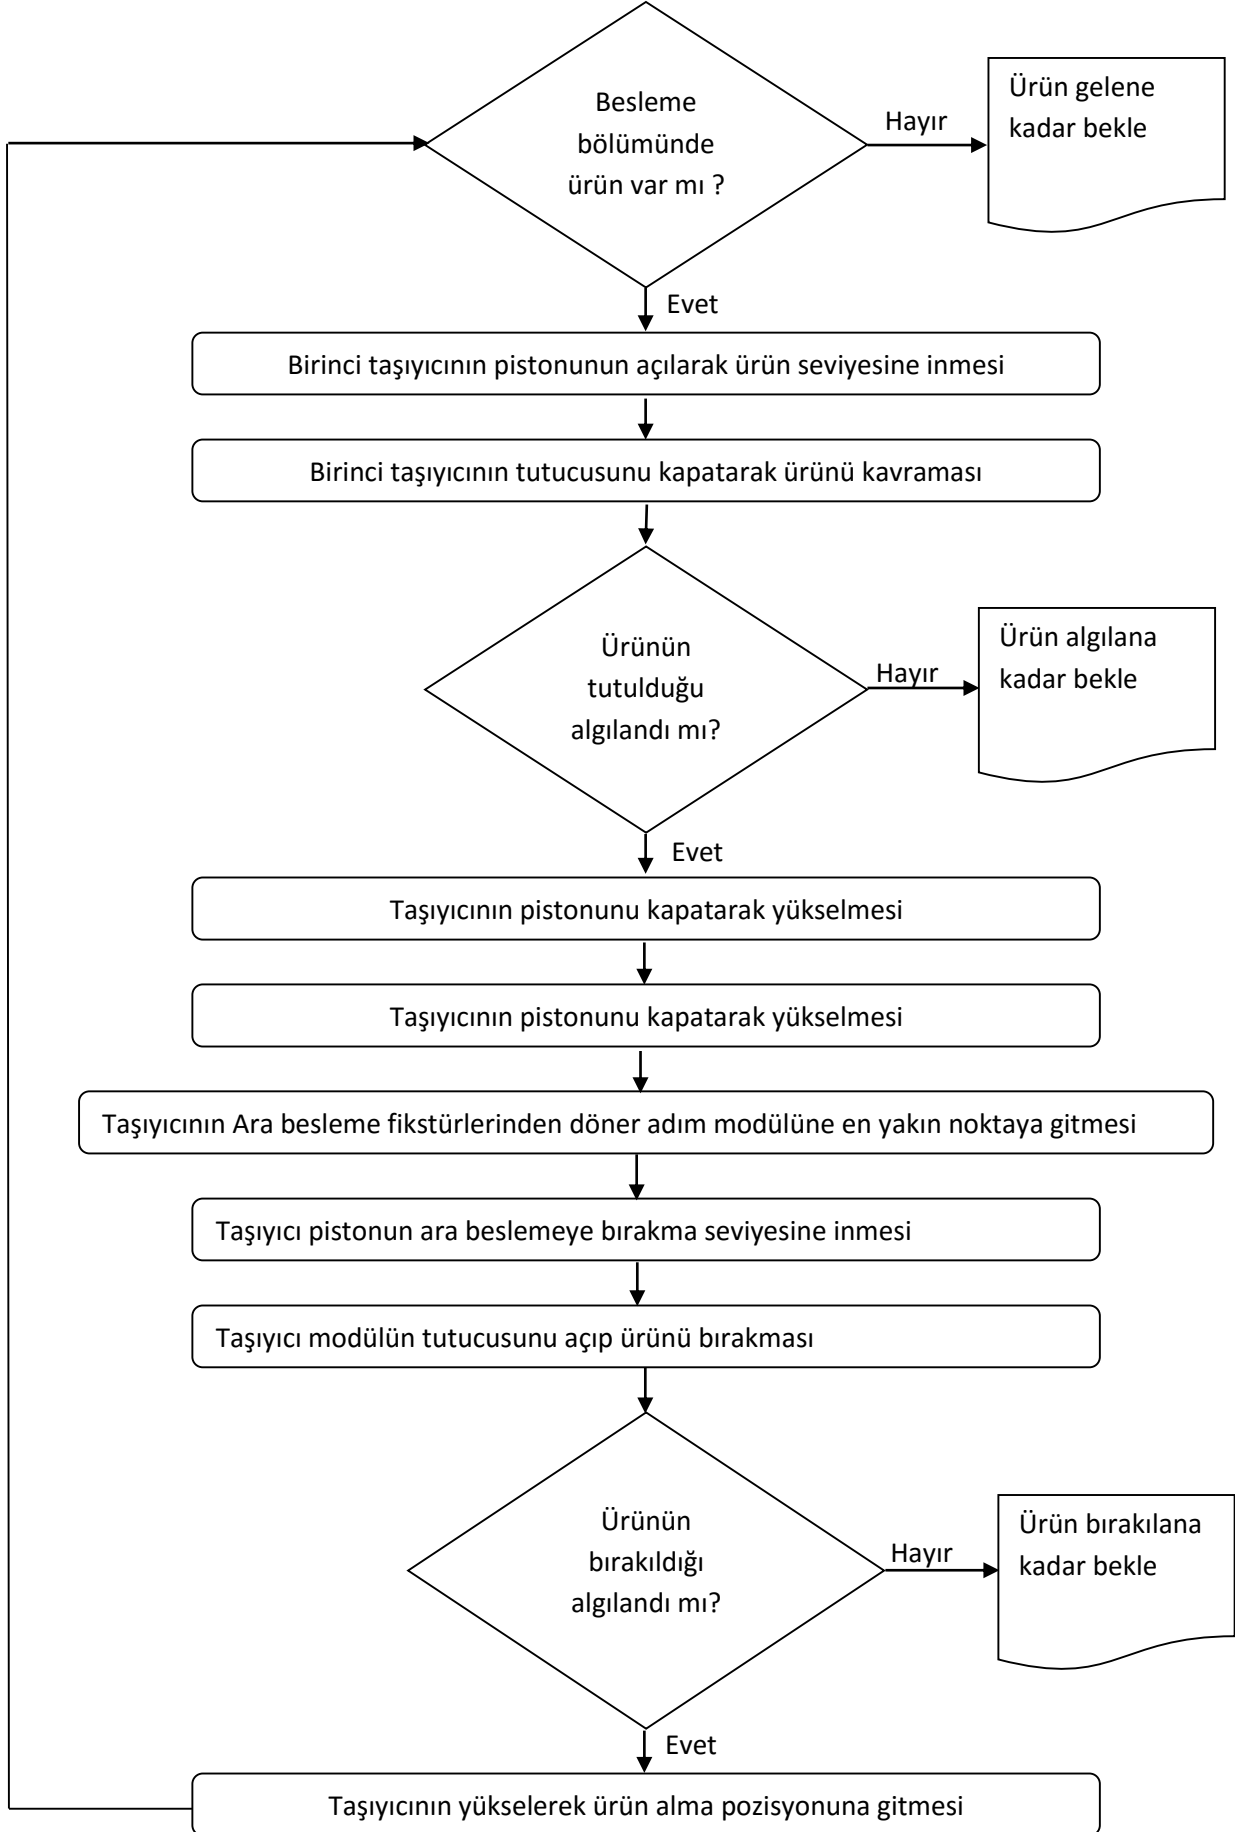 Besleme
bölümünde
ürün var mı ?
Hayır
Ürün gelene
kadar bekle
Evet
Birinci taşıyıcının pistonunun açılarak ürün seviyesine inmesi
Birinci taşıyıcının tutucusunu kapatarak ürünü kavraması
Ürünün
tutulduğu
algılandı mı?
Hayır
Ürün algılana
kadar bekle
Evet
Taşıyıcının pistonunu kapatarak yükselmesi
Taşıyıcının pistonunu kapatarak yükselmesi
Taşıyıcının Ara besleme fikstürlerinden döner adım modülüne en yakın noktaya gitmesi
Taşıyıcı pistonun ara beslemeye bırakma seviyesine inmesi
Taşıyıcı modülün tutucusunu açıp ürünü bırakması
Ürünün
bırakıldığı
algılandı mı?
Hayır
Ürün bırakılana
kadar bekle
Evet
Taşıyıcının yükselerek ürün alma pozisyonuna gitmesi